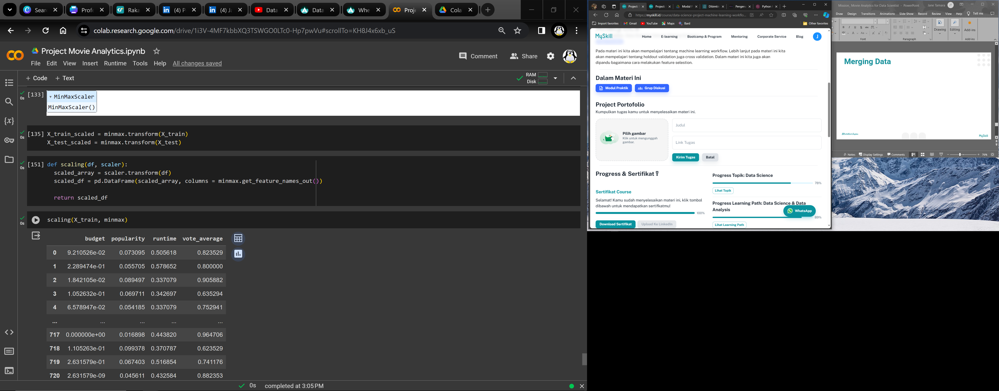 Sear
Profe
Raka
(4) P
(4) Ja
Data
Data
Whe
Proje
Cola
colab.research.google.com/drive/1i3V-4MF7kbbXQ3TSWGO0LTc0-Hp7pwVu#scrollTo=KH8J4x6xb_uS
Project Movie Analytics.ipynb
File Edit View Insert Runtime Tools Help All changes saved
Comment Share
+ Code + Text
RAM
Disk
[133]
0s
MinMaxScaler
MinMaxScaler()
[135] X_train_scaled = minmax.transform(X_train)
0s
X_test_scaled = minmax.transform(X_test)
[151] def scaling(df, scaler):
0s
scaled_array = scaler.transform(df)
scaled_df = pd.DataFrame(scaled_array, columns = minmax.get_feature_names_out())
return scaled_df
scaling(X_train, minmax)
0s
budget popularity runtime vote_average
0 9.210526e-02 0.073095 0.505618 0.823529
1 2.289474e-01 0.055705 0.578652 0.800000
2 1.842105e-02 0.089497 0.337079 0.905882
3 1.052632e-01 0.069711 0.342697 0.635294
4 6.578947e-02 0.054185 0.337079 0.752941
... ... ... ... ...
717 0.000000e+00 0.016898 0.443820 0.964706
718 1.105263e-01 0.099378 0.370787 0.623529
719 2.631579e-01 0.067403 0.516854 0.741176
720 2.631579e-09 0.045611 0.432584 0.882353
0s completed at 3:05 PM
Project:
Project:
Modul P
Dibimbi
Pengena
Python
https://myskill.id/course/data-science-project-machine-learning-workflo...
Import favorites Gmail YouTube Maps Bard Other favorites
MySkill Home E-learning Bootcamp & Program Mentoring Corporate Service Blog J
Pada materi ini kita akan mempelajari tentang machine learning workflow. Lebih lanjut pada materi ini kita
akan mempelajari tentang holdout validation juga cross validation. Dalam materi ini kita juga akan
dipandu bagaimana cara melakukan feature selestion.
Dalam Materi Ini
Modul Praktik Grup Diskusi
Project Portofolio
Kumpulkan tugas kamu untuk menyelesaikan materi ini.
Pilih gambar
Klik untuk mengunggah
gambar.
Judul
Link Tugas
Kirim Tugas Batal
Progress & Sertifikat
Sertifikat Course
Selamat! Kamu sudah menyelesaikan materi ini, klik tombol
dibawah untuk mendapatkan sertifkatmu!
100%
Download Sertifikat Upload Ke LinkedIn
Progress Topik: Data Science
78%
Lihat Topik
Progress Learning Path: Data Science & Data
Analysis
WhatsApp
89%
Lihat Learning Path
Mission_ Movie Analytics for Data Scientist - PowerPoint Jane Tamara JT
Draw Design Transitions Animations Slide Show Record Review View Help Tell me
Drawing Editing Add-ins
Font Paragraph Add-ins
Merging Data
MySkill
Notes Display Settings Comments 76%